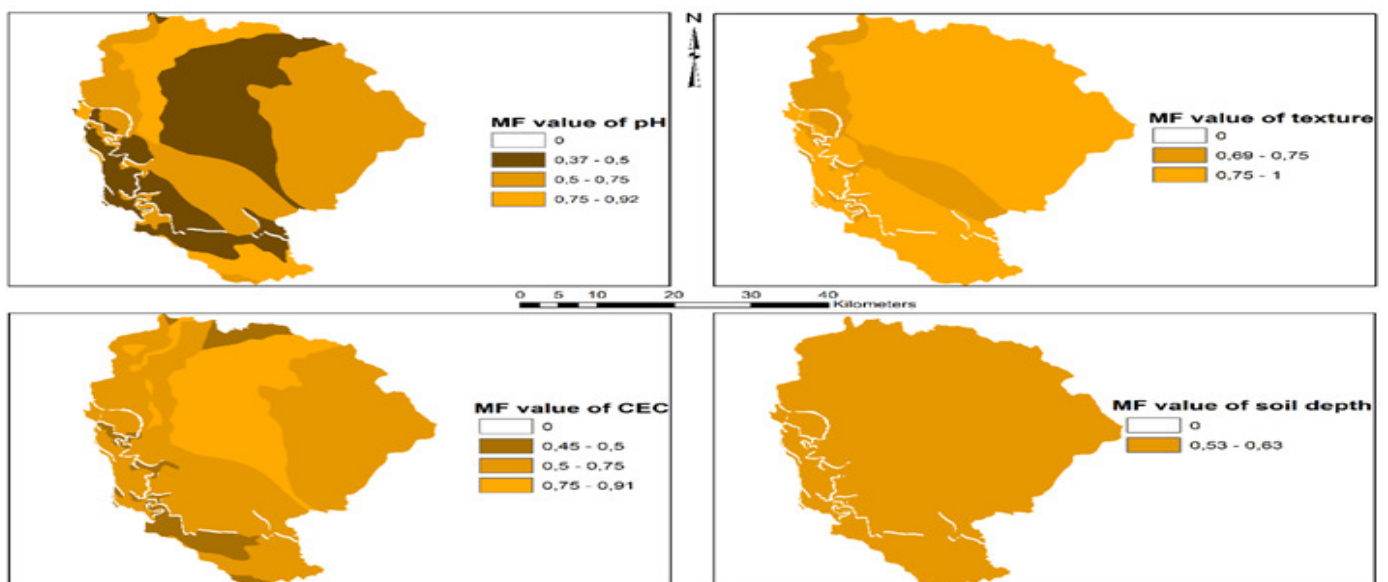 N
MF value of pH
0
0,37 - 0,5
0,5 - 0,75
0,75 - 0,92
MF value of texture
0
0,69 - 0,75
0,75 - 1
0 5 10 20 30 40
Kilometers
MF value of CEC
0
0,45 - 0,5
0,5 - 0,75
0,75 - 0,91
MF value of soil depth
0
0,53 - 0,63